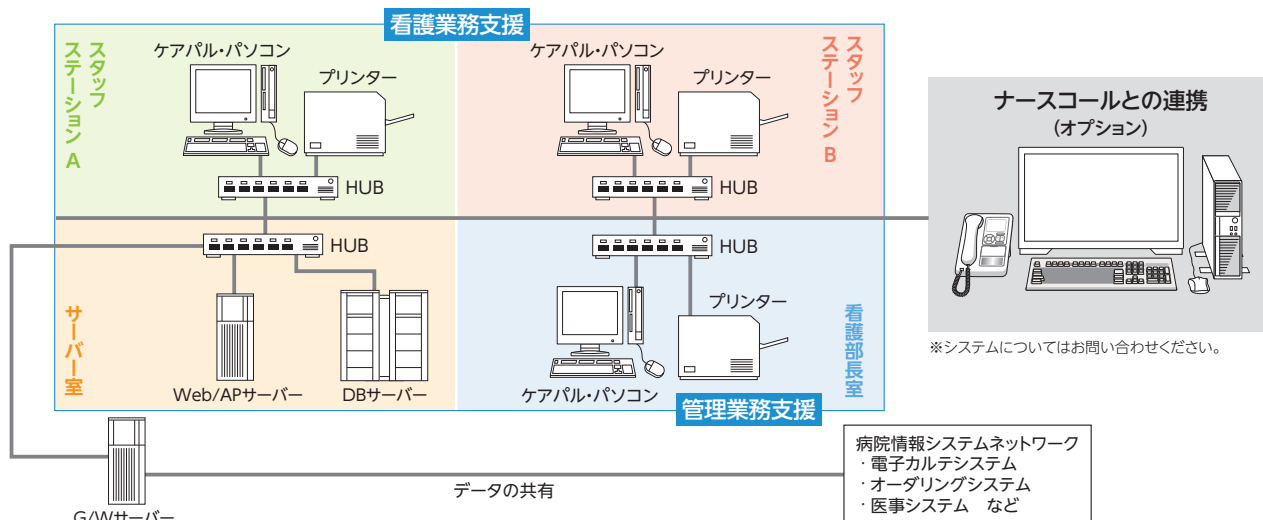 看護業務支援
スタッフ
ステーション A
ケアパル・パソコン
プリンター
HUB
ケアパル・パソコン
プリンター
HUB
スタッフ
ステーション B
ナースコールとの連携
(オプション)
※システムについてはお問い合わせください。
サーバー室
HUB
Web/APサーバー
DBサーバー
HUB
プリンター
ケアパル・パソコン
看護部長室
管理業務支援
G/Wサーバー
データの共有
病院情報システムネットワーク
・電子カルテシステム
・オーダリングシステム
・医事システム など